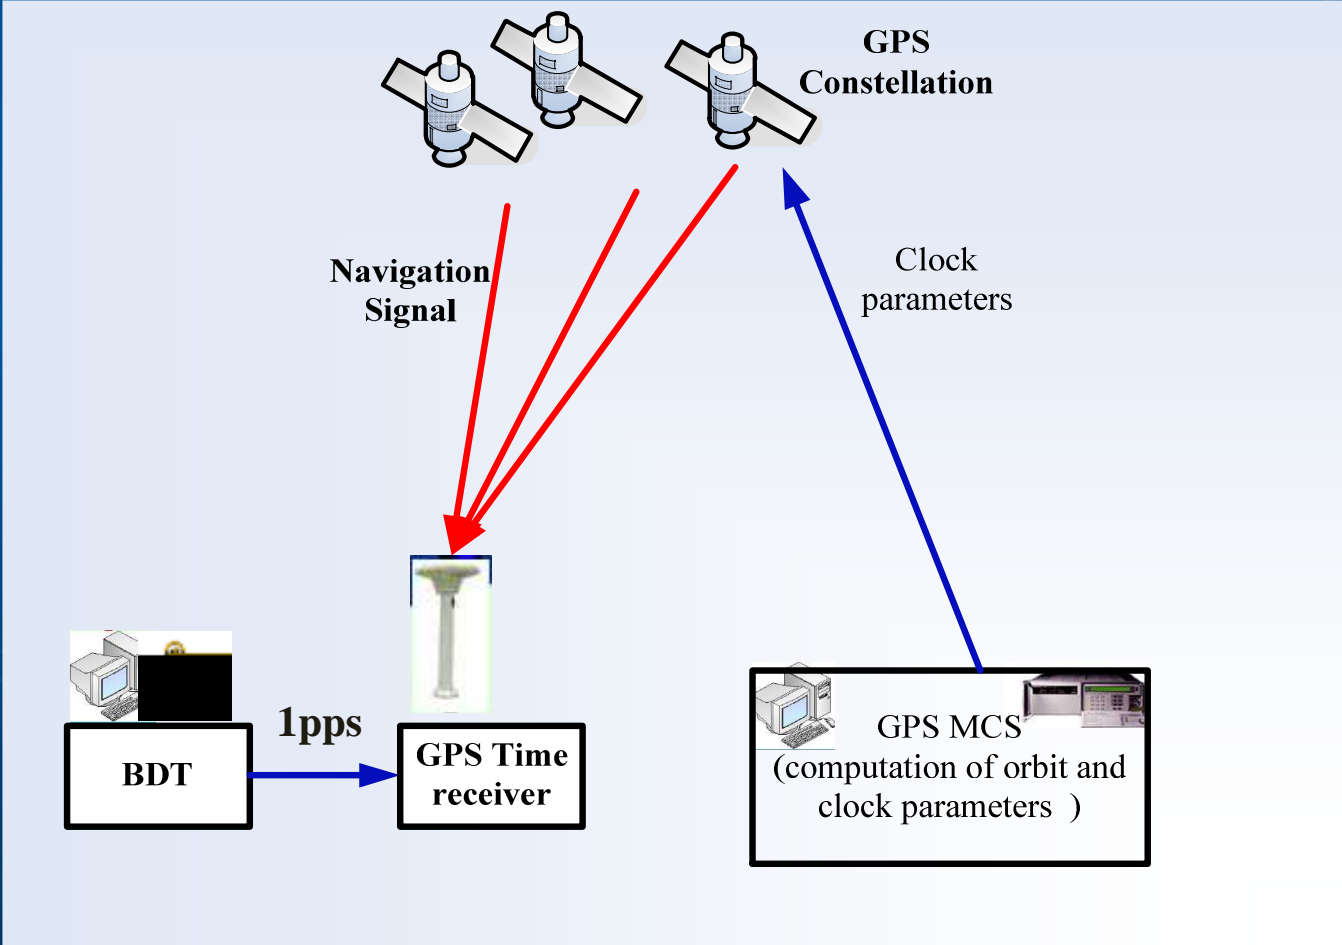 GPS
Constellation
Navigation
Signal
Clock
parameters
1pps
BDT
GPS Time
receiver
GPS MCS
(computation of orbit and
clock parameters  )